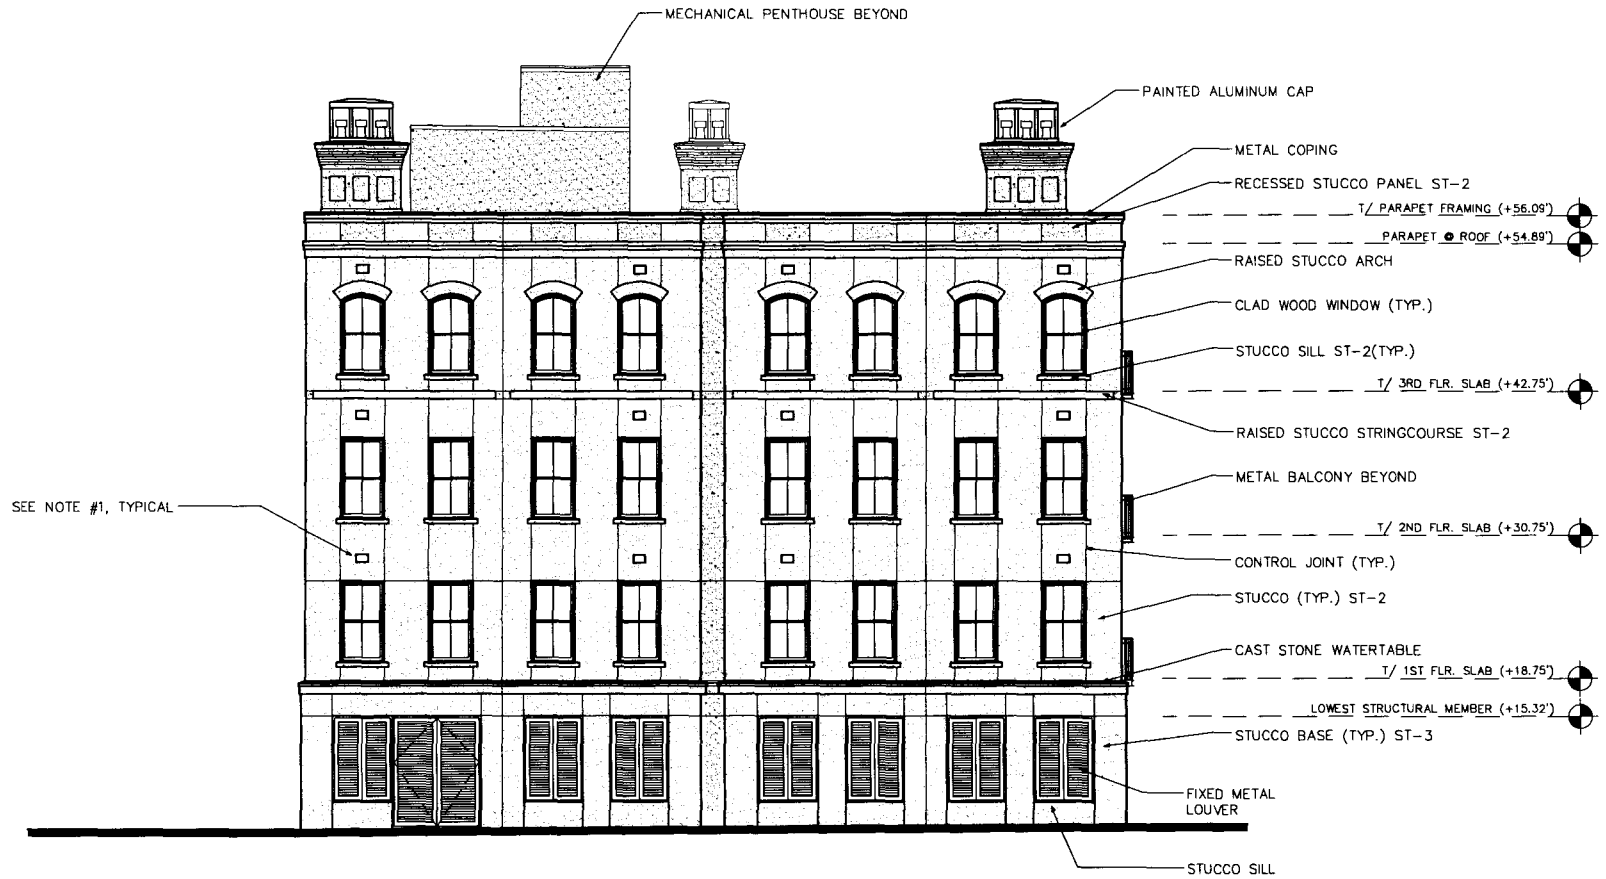 MECHANICAL PENTHOUSE BEYOND
PAINTED ALUMINUM CAP
METAL COPING
RECESSED STUCCO PANEL ST-2
T/ PARAPET FRAMING (+56.09')
PARAPET @ ROOF (+54.89')
RAISED STUCCO ARCH
CLAD WOOD WINDOW (TYP.)
STUCCO SILL ST-2(TYP.)
T/ 3RD FLR. SLAB (+42.75')
RAISED STUCCO STRINGCOURSE ST-2
METAL BALCONY BEYOND
SEE NOTE #1, TYPICAL
T/ 2ND FLR. SLAB (+30.75')
CONTROL JOINT (TYP.)
STUCCO (TYP.) ST-2
CAST STONE WATERTABLE
T/ 1ST FLR. SLAB (+18.75')
LOWEST STRUCTURAL MEMBER (+15.32')
STUCCO BASE (TYP.) ST-3
FIXED METAL
LOUVER
STUCCO SILL